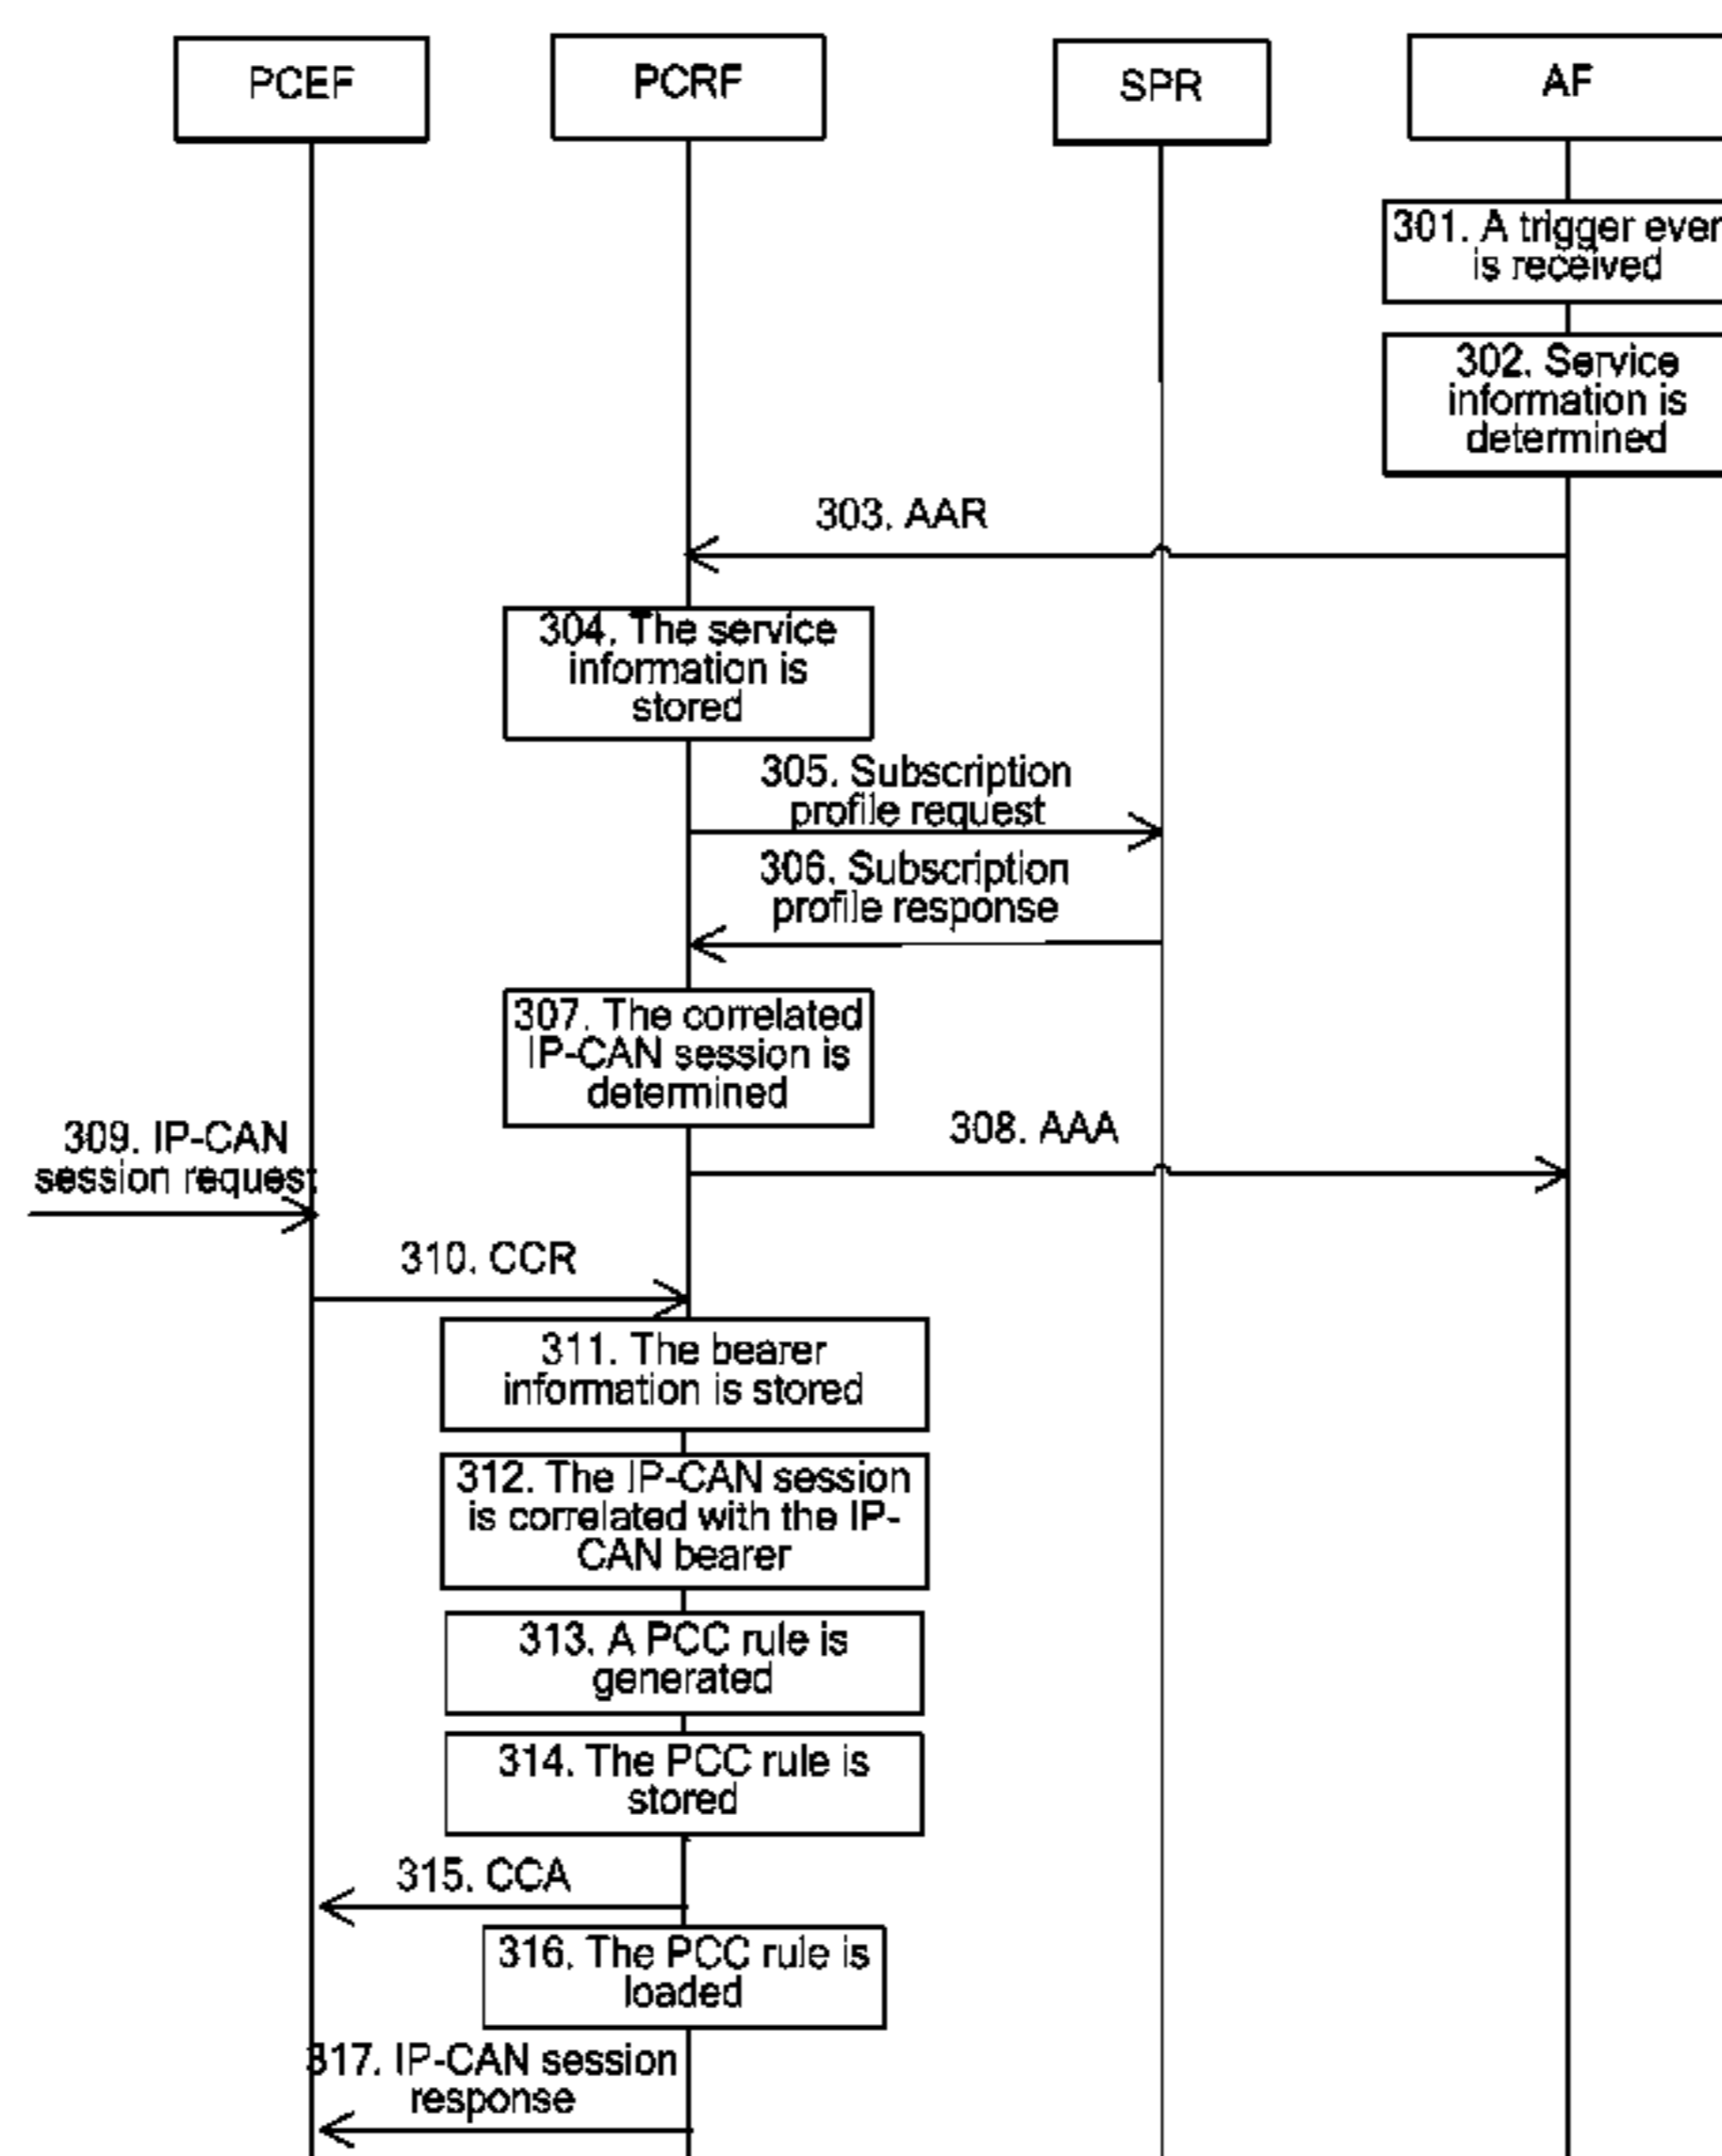 PCEF
PCRF
SPR
AF
301. A trigger
is received
302. Service
information is
determined
303. AAR
304. The service
information is
stored
305. Subscription
profile request
306. Subscription
profile response
307. The correlated
IP-CAN session is
determined
308. AAA
309. IP-CAN
session request
310. CCR
311. The bearer
information is stored
312. The IP-CAN session
is correlated with the IP-
CAN bearer
313. A PCC rule is
generated
314. The PCC rule is
stored
315. CCA
316. The PCC rule is
loaded
317. IP-CAN session
response